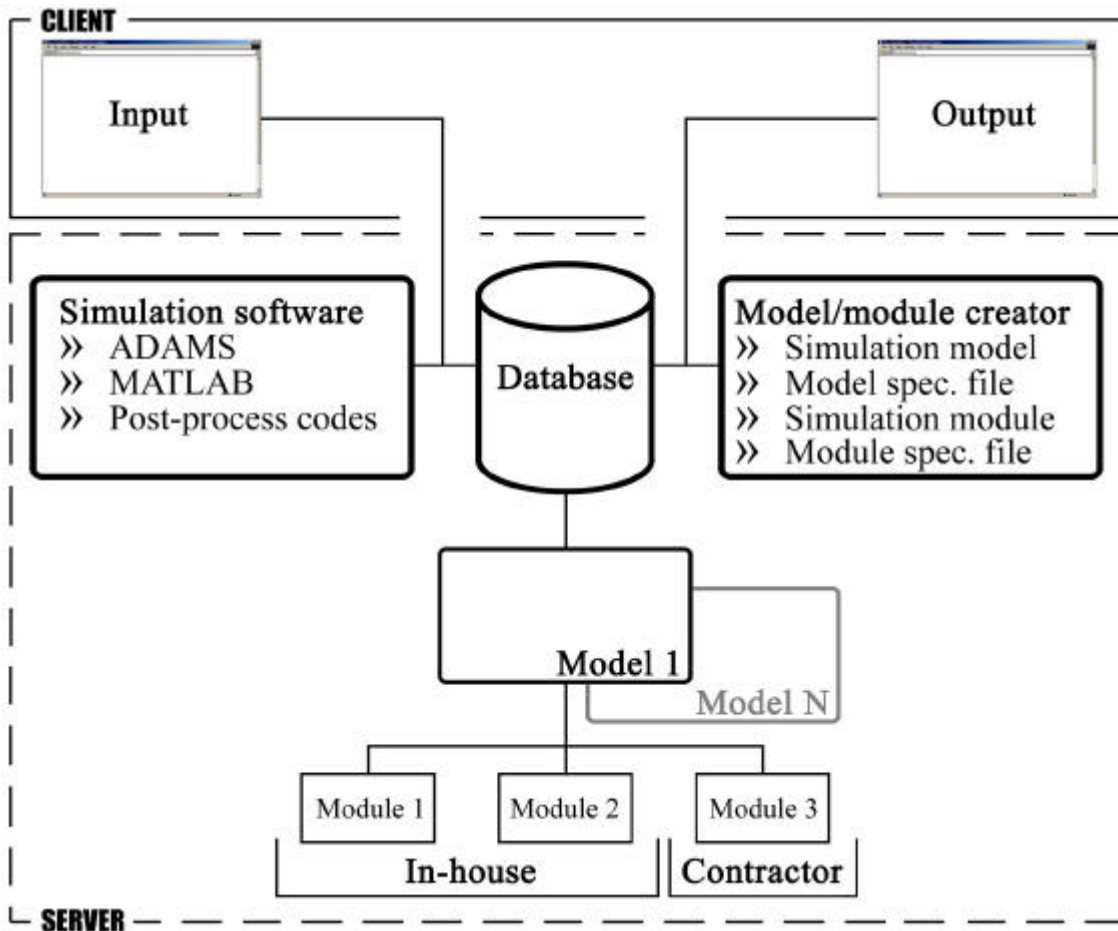 CLIENT
Input
Output
Simulation software
» ADAMS
» MATLAB
» Post-process codes
Database
Model/module creator
» Simulation model
» Model spec. file
» Simulation module
» Module spec. file
Model 1
Model N
Module 1
Module 2
Module 3
In-house
Contractor
SERVER